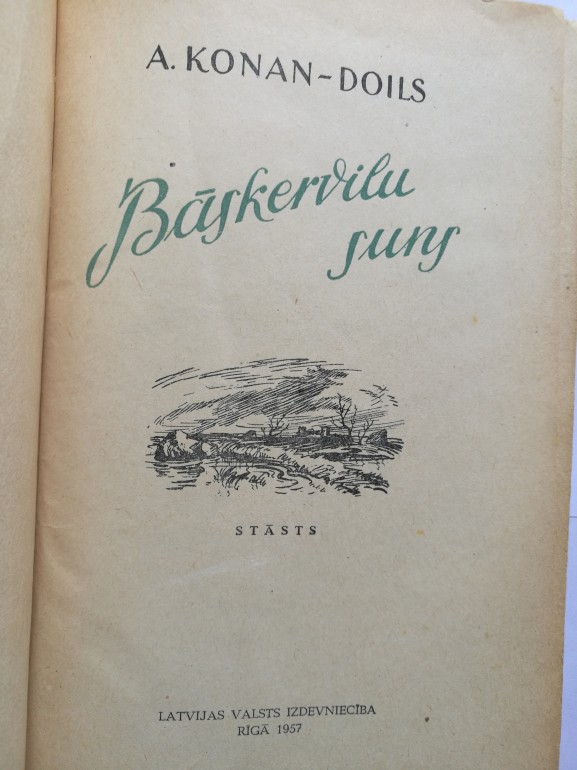 A. KONAN-DOILS
Bāskervilu
suns
STĀSTS
LATVIJAS VALSTS IZDEVNIECĪBA
RĪGĀ 1957